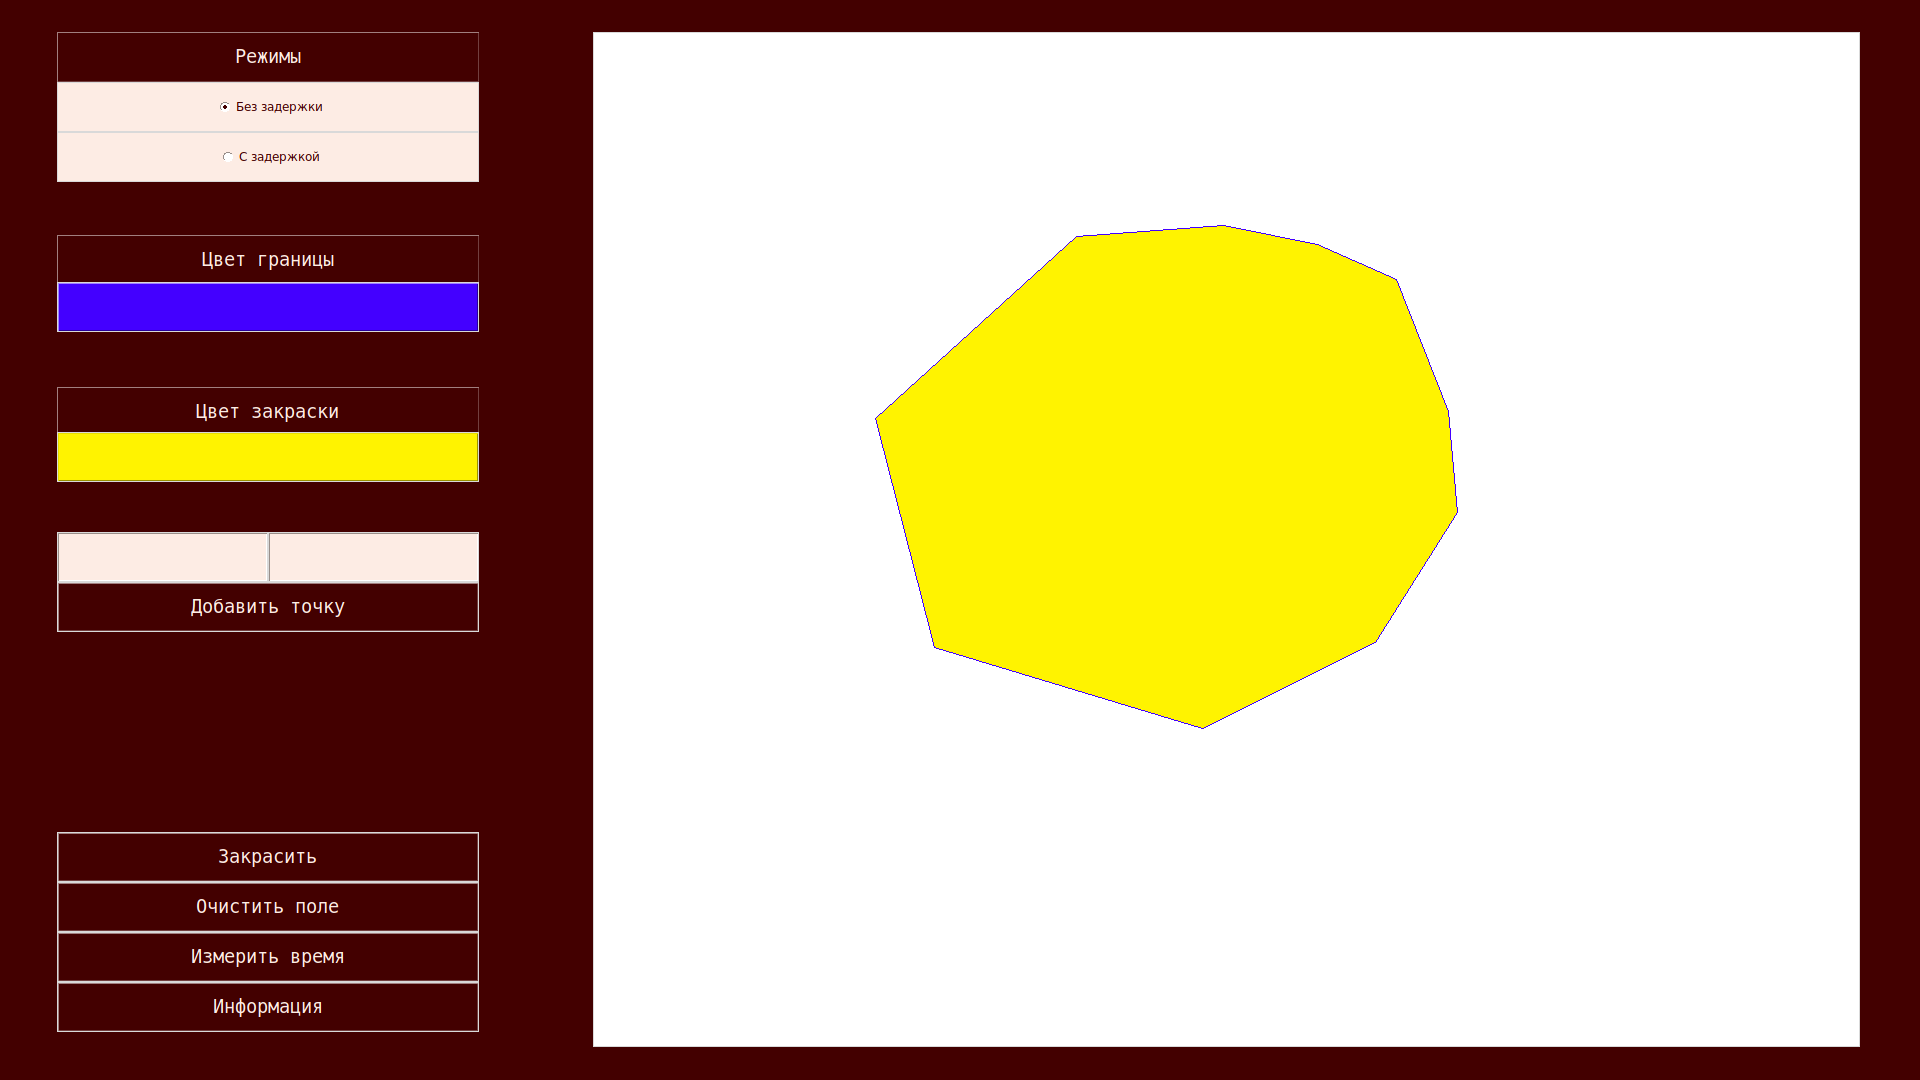 Режимы
Без задержки
С задержкой
Цвет границы
Цвет закраски
Добавить точку
Закрасить
Очистить поле
Измерить время
Информация